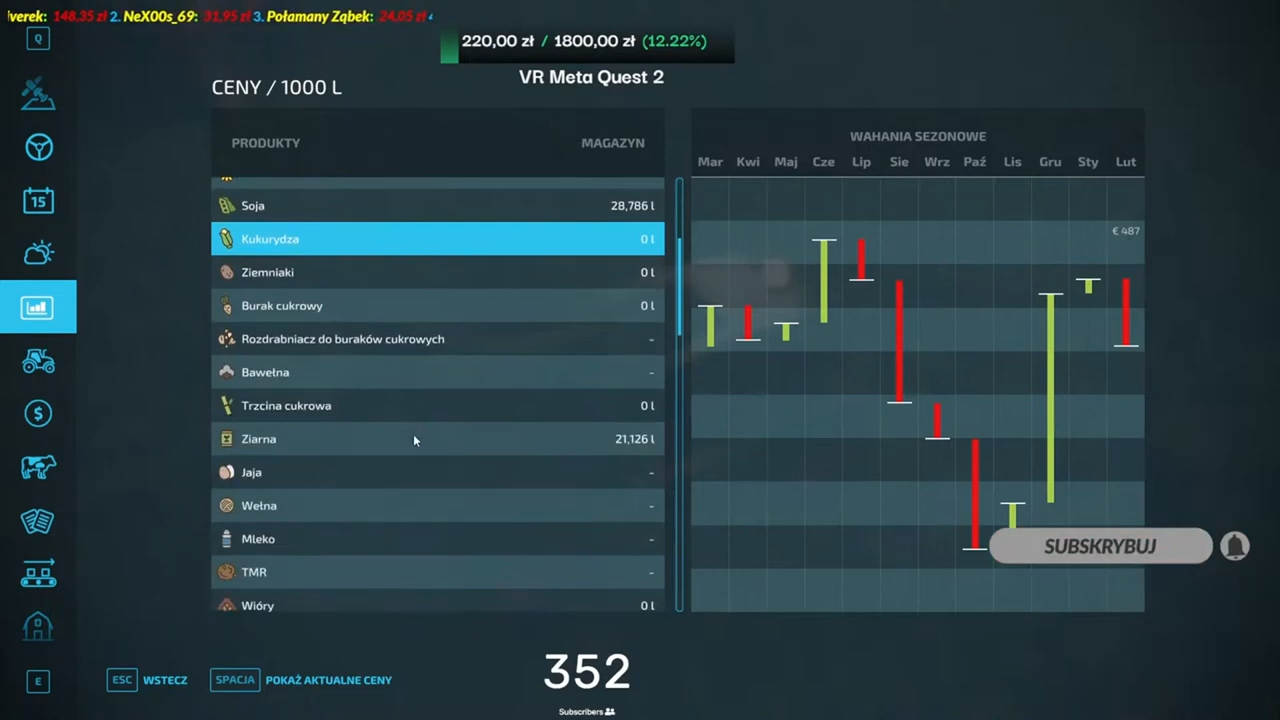 lverek: 148,35 zł 2. NeX00s_69: 31,95 zł 3. Połamany Ząbek: 24,05 zł
Q
220,00 zł / 1800,00 zł (12.22%)
VR Meta Quest 2
CENY / 1000 L
PRODUKTY MAGAZYN
WAHANIA SEZONOWE
Mar Kwi Maj Cze Lip Sie Wrz Paź Lis Gru Sty Lut
15
Soja 28,786 l
€ 487
Kukurydza 0 l
Ziemniaki 0 l
Burak cukrowy 0 l
Rozdrabniacz do buraków cukrowych -
Bawełna -
Trzcina cukrowa 0 l
Ziarna 21,126 l
Jaja -
Wełna -
Mleko -
TMR -
Wióry 0 l
SUBSKRYBUJ
E
ESC WSTECZ SPACJA POKAŻ AKTUALNE CENY
352
Subscribers